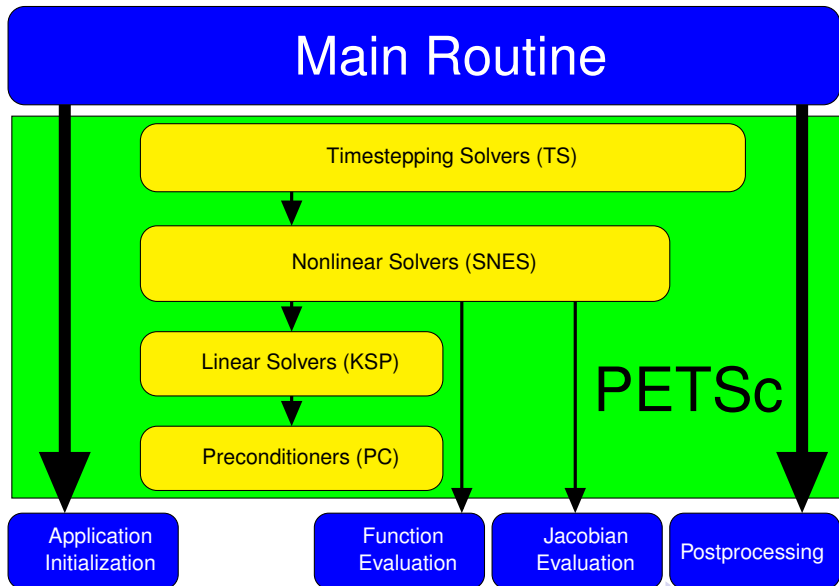 Main Routine
Timestepping Solvers (TS)
Nonlinear Solvers (SNES)
Linear Solvers (KSP)
PETSc
Preconditioners (PC)
Application
Initialization
Function
Evaluation
Jacobian
Evaluation
Postprocessing